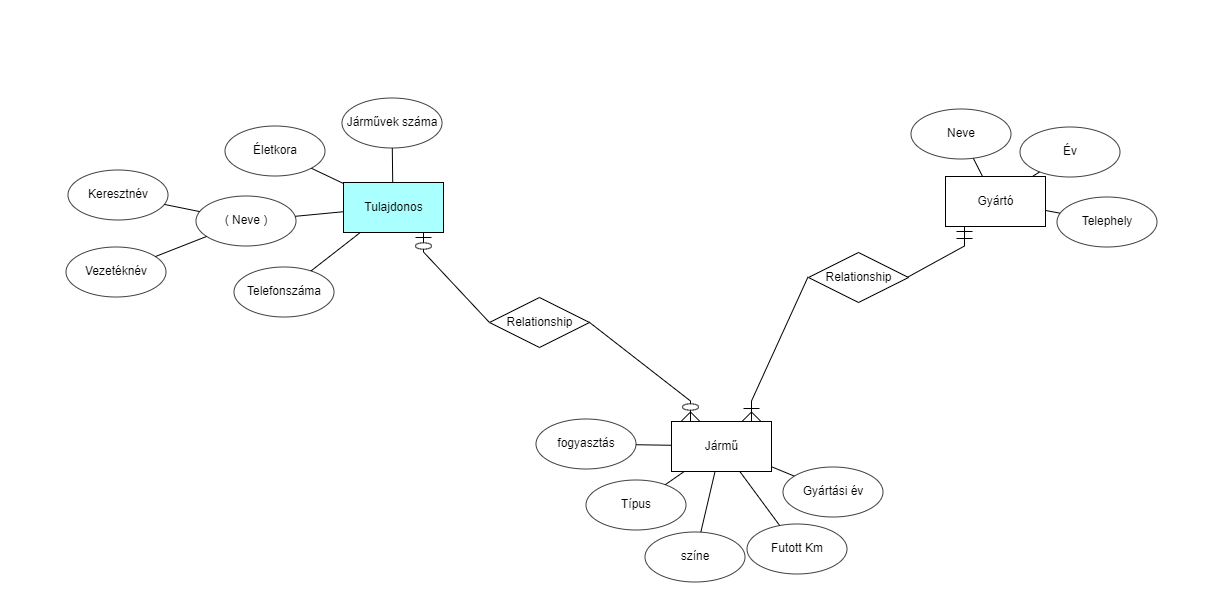 Járművek száma
Életkora
Keresztnév
( Neve )
Vezetéknév
Telefonszáma
Tulajdonos
Neve
Év
Gyártó
Telephely
Relationship
Relationship
fogyasztás
Jármű
Típus
Gyártási év
színe
Futott Km